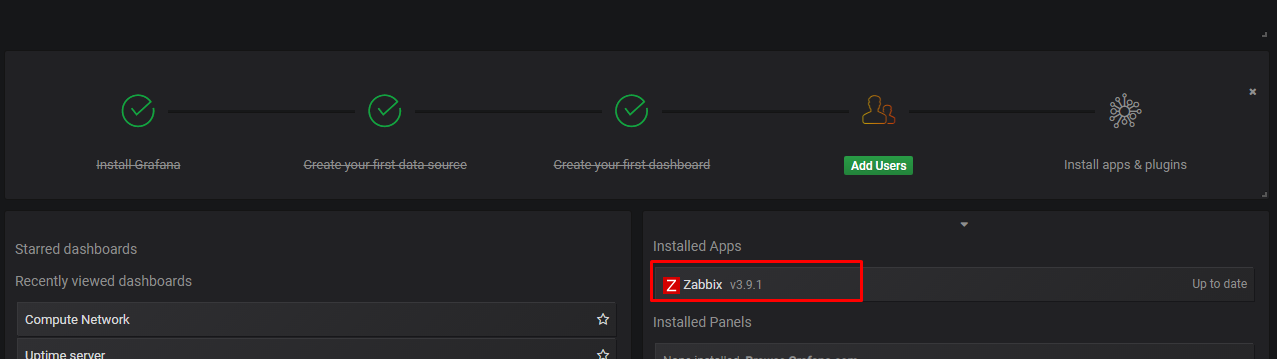 Install Grafana
Create your first data source
Create your first dashboard
Add Users
Install apps & plugins
Starred dashboards
Recently viewed dashboards
Compute Network
Uptime server
Installed Apps
Z Zabbix v3.9.1
Up to date
Installed Panels
None installed. Browse Grafana.com